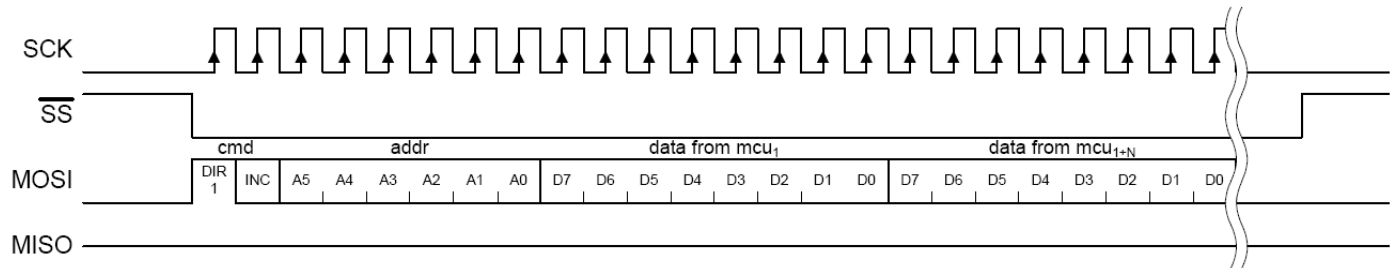 SCK
SS
cmd addr data from mcu1 data from mcu1+N
MOSI DIR 1 INC A5 A4 A3 A2 A1 A0 D7 D6 D5 D4 D3 D2 D1 D0 D7 D6 D5 D4 D3 D2 D1 D0
MISO